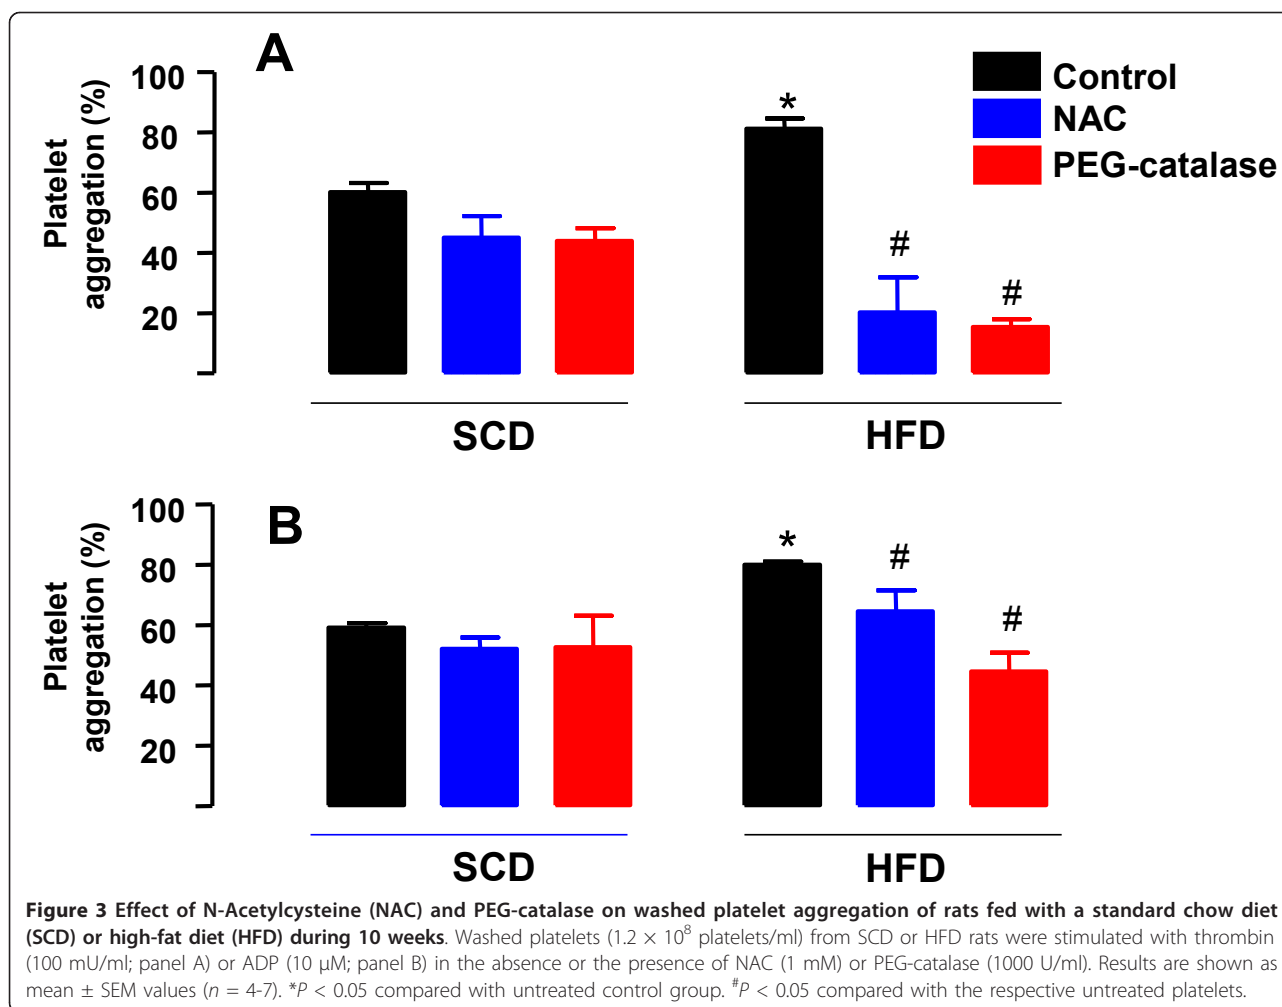 A
100
80
60
40
20
Platelet
aggregation (%)
*
#
#
Control
NAC
PEG-catalase
SCD
HFD
B
100
80
60
40
20
Platelet
aggregation (%)
*
#
#
SCD
HFD
Figure 3 Effect of N-Acetylcysteine (NAC) and PEG-catalase on washed platelet aggregation of rats fed with a standard chow diet
(SCD) or high-fat diet (HFD) during 10 weeks. Washed platelets (1.2 × 10⁸ platelets/ml) from SCD or HFD rats were stimulated with thrombin
(100 mU/ml; panel A) or ADP (10 μM; panel B) in the absence or the presence of NAC (1 mM) or PEG-catalase (1000 U/ml). Results are shown as
mean ± SEM values (n = 4-7). *P < 0.05 compared with untreated control group. #P < 0.05 compared with the respective untreated platelets.